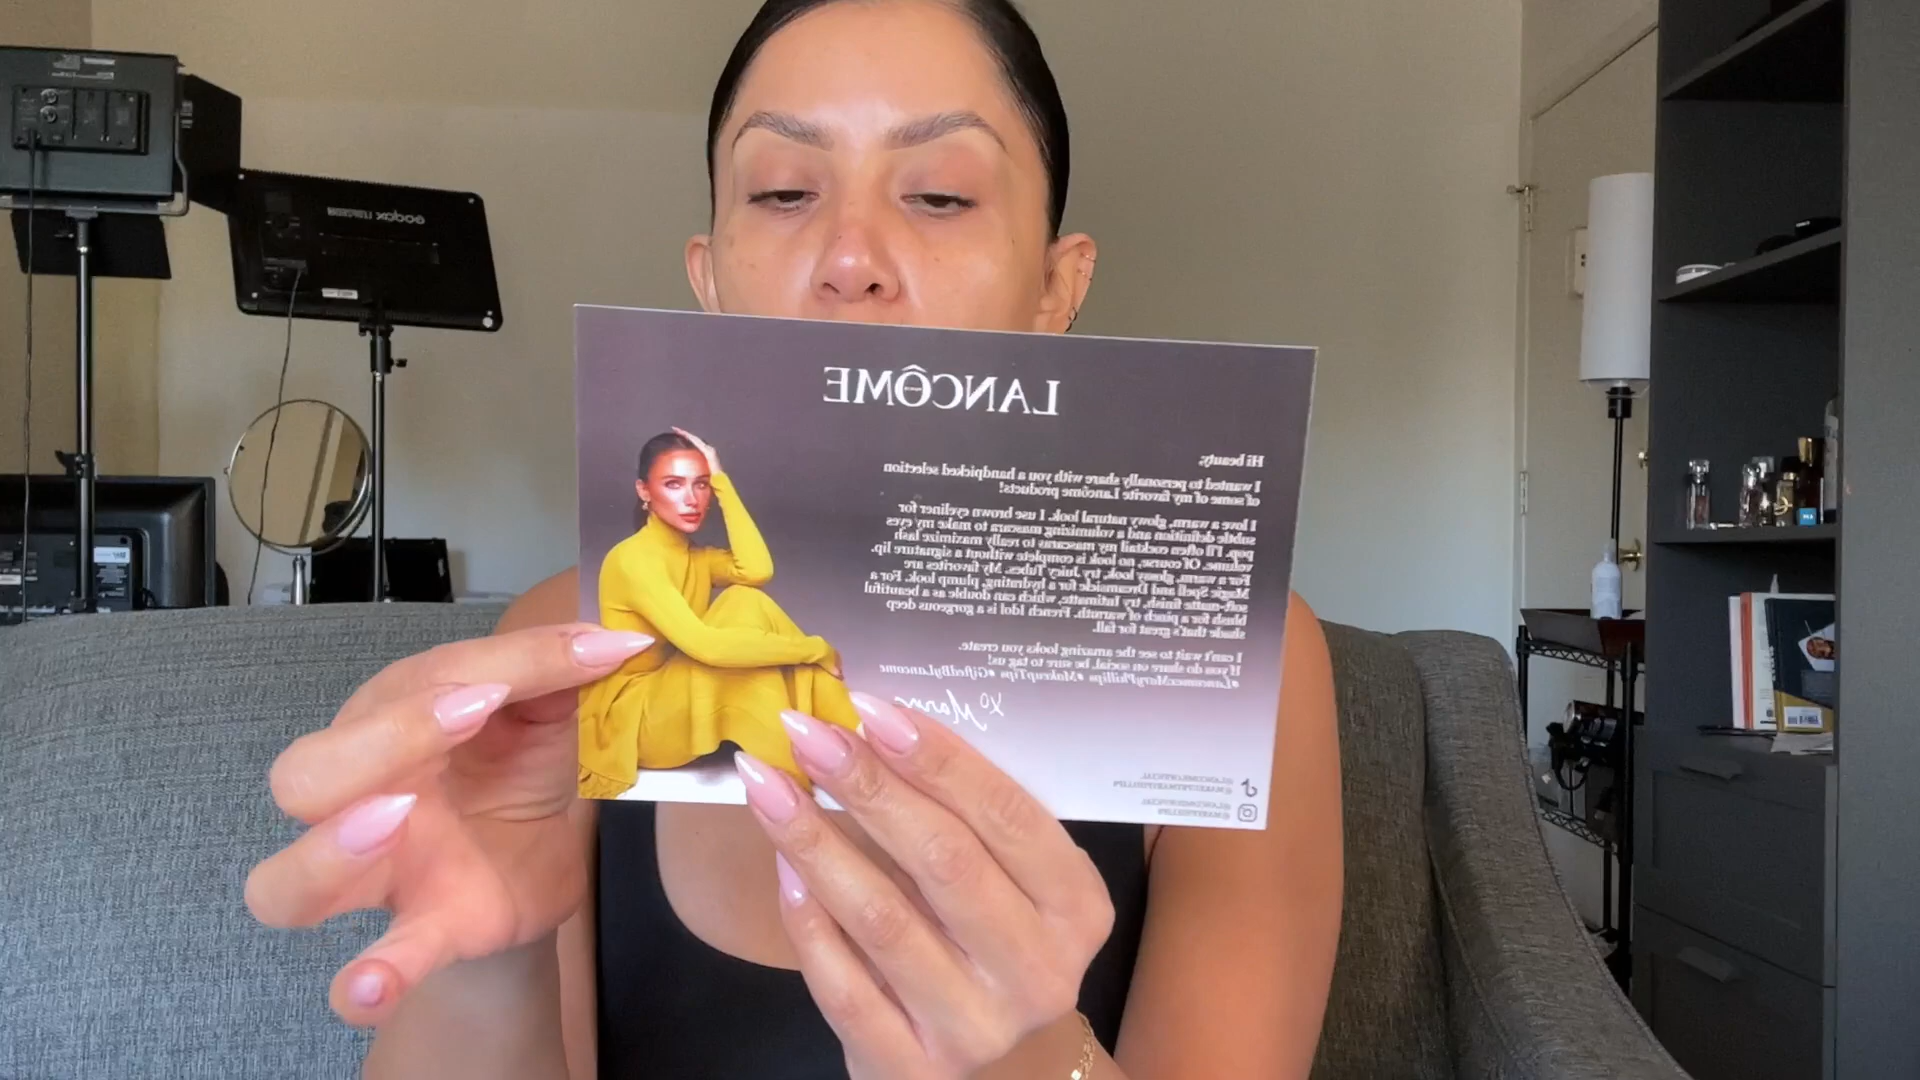 Godox
LANCÔME
Hi beauty,
I wanted to personally share with you a handpicked selection
of some of my favorite Lancôme products!
I love a warm, glowy natural look. I use brown eyeliner for
subtle definition and a volumizing mascara to make my eyes
pop. I'll often cocktail my mascaras to really maximize lash
volume. Of course, no look is complete without a signature lip.
For a warm, glossy look, try Juicy Tubes. My favorites are
Magic Spell and Dreamsicle for a hydrating, plump look. For a
soft-matte finish, try Intimatte, which can double as a beautiful
blush for a pinch of warmth. French Idol is a gorgeous deep
shade that's great for fall.
I can't wait to see the amazing looks you create.
If you do share on social, be sure to tag us!
#LancomexMaryPhillips #MakeupTips #GiftedByLancome
XO
@LANCOMEOFFICIAL
@MAKEUPBYMARYPHILLIPS
@LANCOMEOFFICIAL
@MARYPHILLIPS